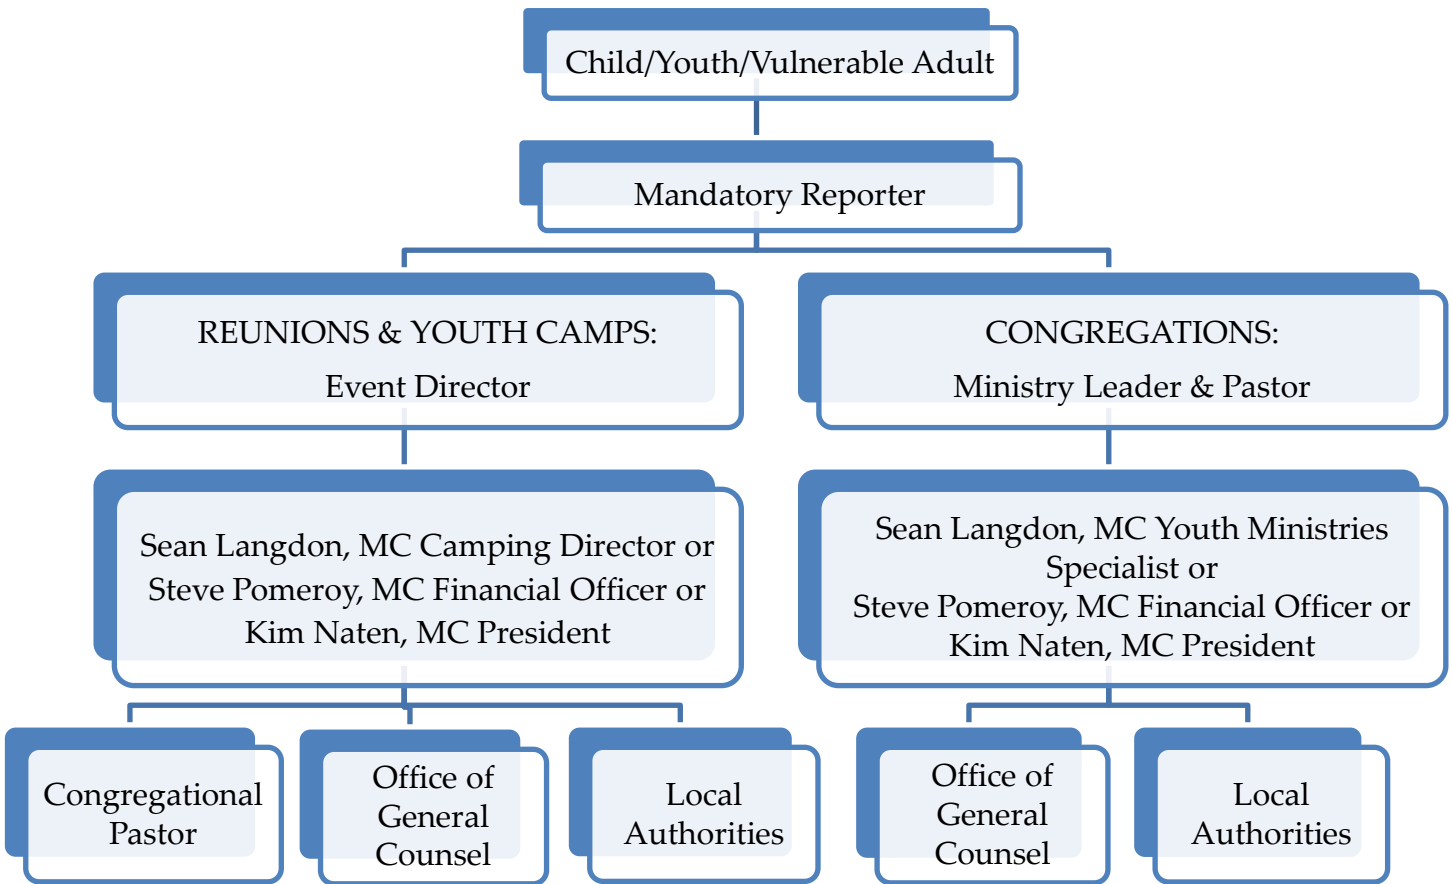 Child/Youth/Vulnerable Adult
Mandatory Reporter
REUNIONS & YOUTH CAMPS:
Event Director
CONGREGATIONS:
Ministry Leader & Pastor
Sean Langdon, MC Camping Director or
Steve Pomeroy, MC Financial Officer or
Kim Naten, MC President
Sean Langdon, MC Youth Ministries
Specialist or
Steve Pomeroy, MC Financial Officer or
Kim Naten, MC President
Congregational
Pastor
Office of
General
Counsel
Local
Authorities
Office of
General
Counsel
Local
Authorities